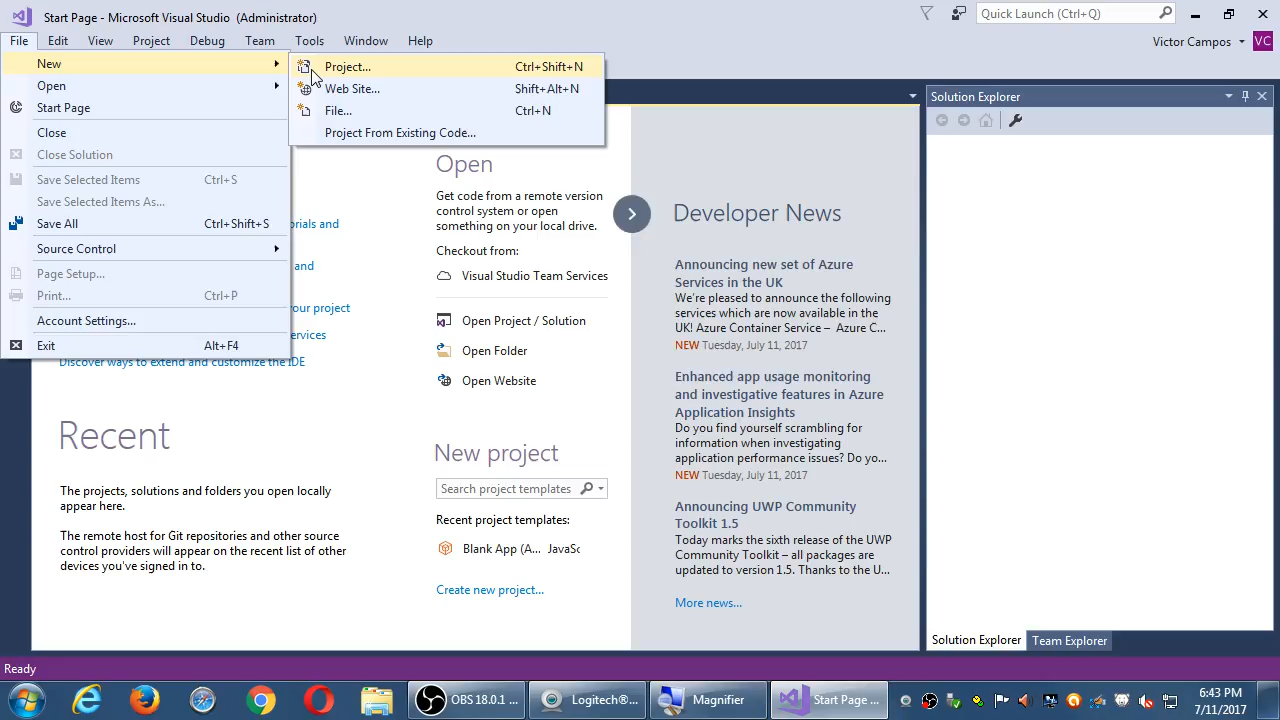 Start Page - Microsoft Visual Studio (Administrator)
Quick Launch (Ctrl+Q)
File Edit View Project Debug Team Tools Window Help
Victor Campos VC
New
Open
Start Page
Close
Close Solution
Save Selected Items Ctrl+S
Save Selected Items As...
Save All Ctrl+Shift+S
Source Control
Page Setup...
Print... Ctrl+P
Account Settings...
Exit Alt+F4
Project... Ctrl+Shift+N
Web Site... Shift+Alt+N
File... Ctrl+N
Project From Existing Code...
torials and
and
our project
ervices
Discover ways to extend and customize the IDE
Recent
The projects, solutions and folders you open locally
appear here.
The remote host for Git repositories and other source
control providers will appear on the recent list of other
devices you've signed in to.
Open
Get code from a remote version
control system or open
something on your local drive.
Checkout from:
Visual Studio Team Services
Open Project / Solution
Open Folder
Open Website
New project
Search project templates
Recent project templates:
Blank App (A... JavaSc
Create new project...
Developer News
Announcing new set of Azure
Services in the UK
We're pleased to announce the following
services which are now available in the
UK! Azure Container Service – Azure C...
NEW Tuesday, July 11, 2017
Enhanced app usage monitoring
and investigative features in Azure
Application Insights
Do you find yourself scrambling for
information when investigating
application performance issues? Do yo...
NEW Tuesday, July 11, 2017
Announcing UWP Community
Toolkit 1.5
Today marks the sixth release of the UWP
Community Toolkit – all packages are
updated to version 1.5. Thanks to the U...
More news...
Solution Explorer
Solution Explorer Team Explorer
Ready
OBS 18.0.1 ...
Logitech®...
Magnifier
Start Page ...
6:43 PM
7/11/2017